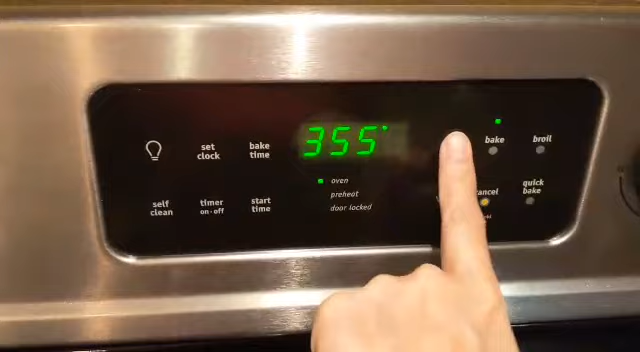 set clock
bake time
355°
bake
broil
oven
preheat
door locked
self clean
timer on·off
start time
quick bake